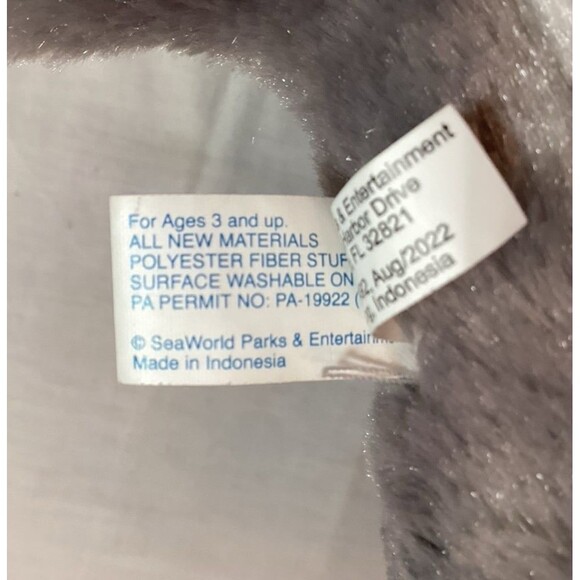 For Ages 3 and up.
ALL NEW MATERIALS
POLYESTER FIBER STUF
SURFACE WASHABLE ON
PA PERMIT NO: PA-19922 (
© SeaWorld Parks & Entertain
Made in Indonesia
& Entertainment
Harbor Drive
FL 32821
Aug/2022
Indonesia